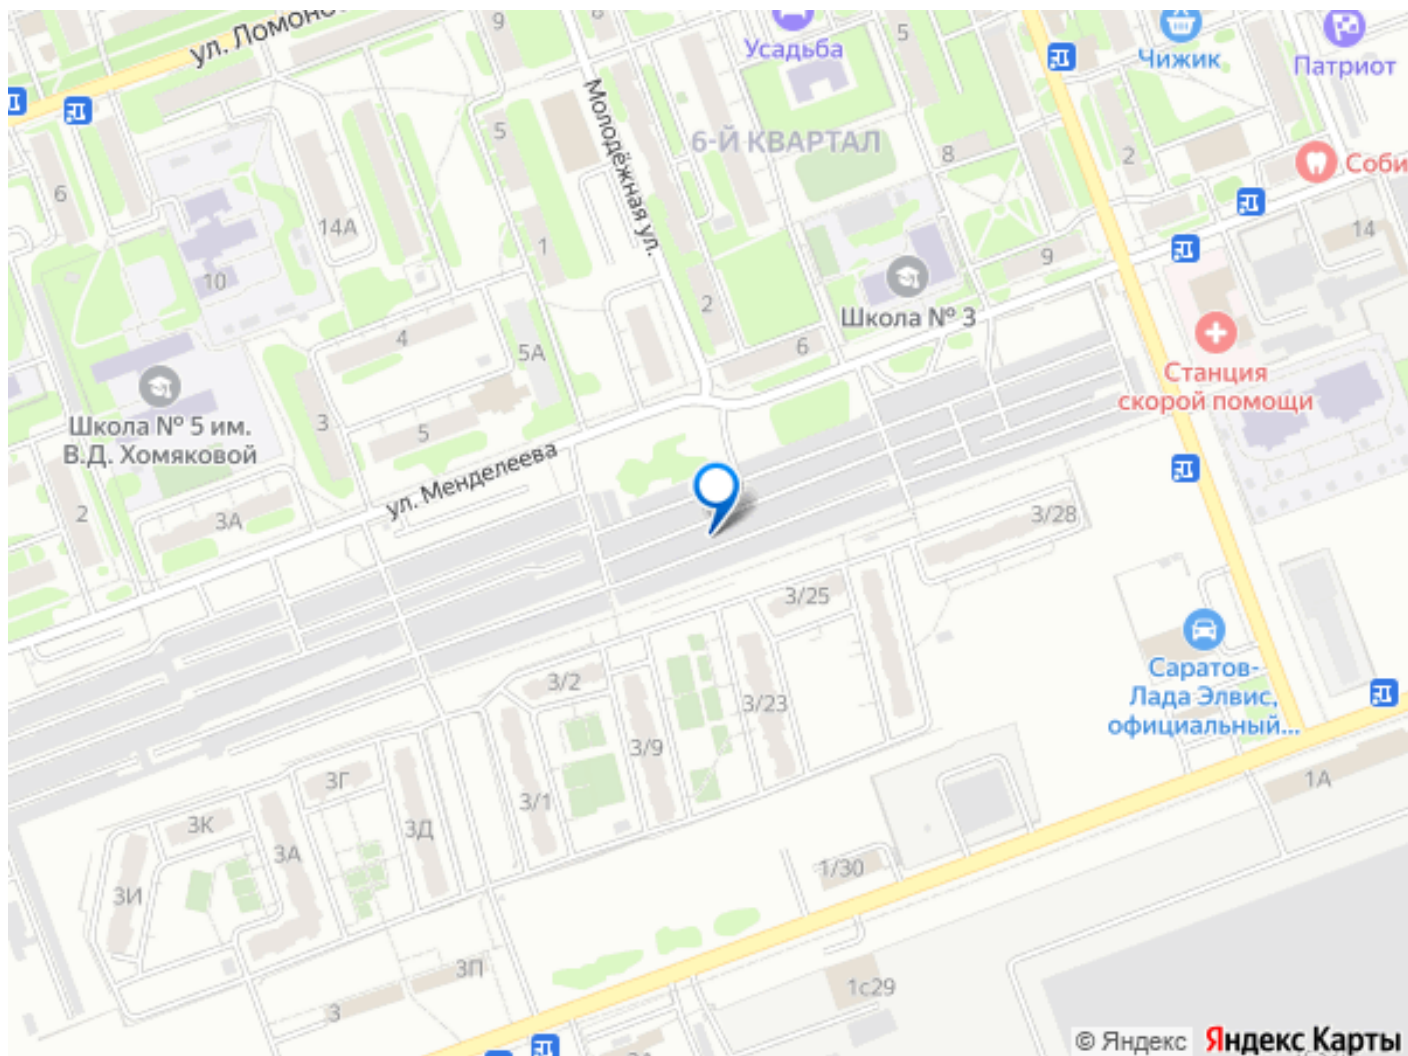 ул. Ломоно
9
8
Усадьба
5
Чижик
Патриот
Молодёжная ул.
5
6-Й КВАРТАЛ
8
2
Соби
6
14А
1
14
10
9
2
Школа № 3
4
5А
6
Станция
скорой помощи
3
5
Школа № 5 им.
В.Д. Хомяковой
ул. Менделеева
2
3А
3/28
3/25
3/2
3/23
Саратов-
Лада Элвис,
официальный...
3/9
3Г
3/1
1А
3К
3А
3Д
3И
1/30
3П
1с29
3
© Яндекс
Яндекс Карты